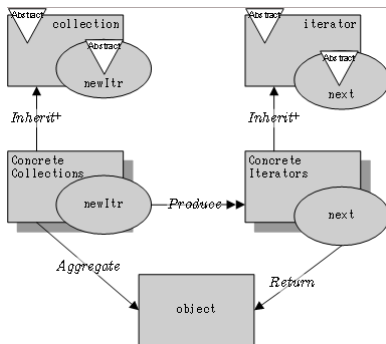 Abstract
collection
Abstract
newItr
Abstract
iterator
Abstract
next
Inherit+
Inherit+
Concrete
Collections
newItr
Produce
Concrete
Iterators
next
Aggregate
Return
object